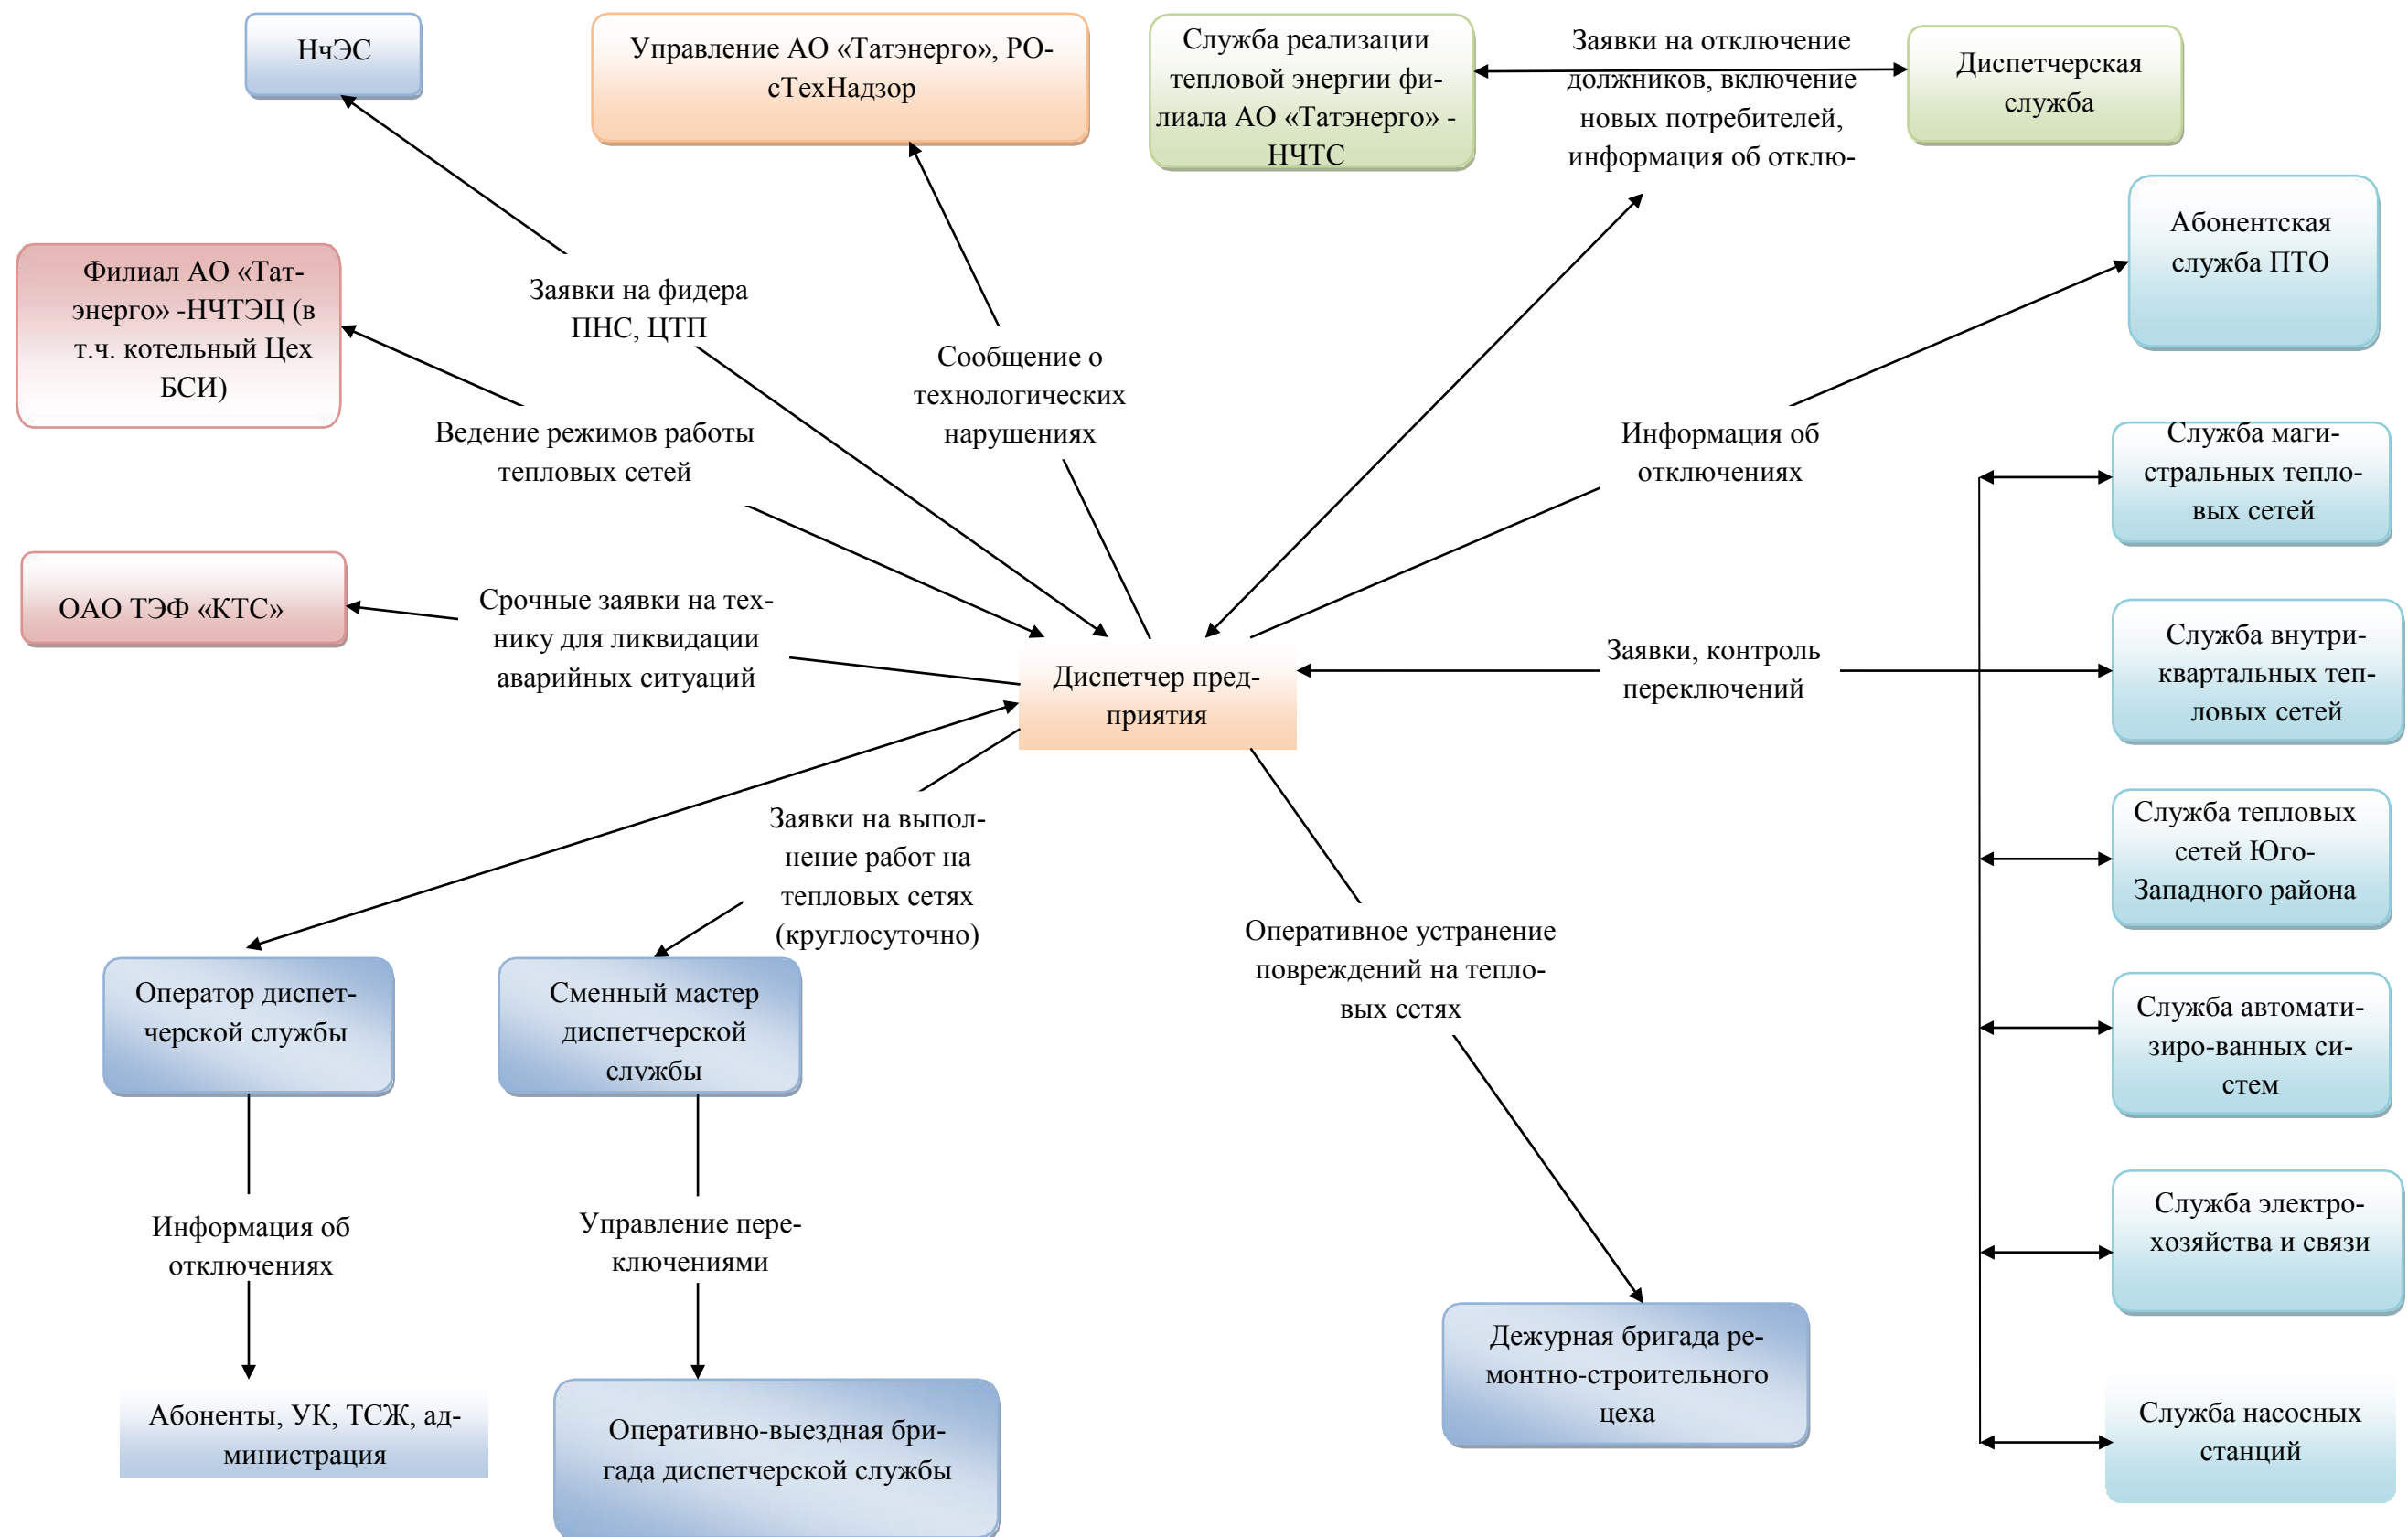 НчЭС
Управление АО «Татэнерго», РО-
сТехНадзор
Служба реализации
тепловой энергии фи-
лиала АО «Татэнерго» -
НЧТС
Заявки на отключение
должников, включение
новых потребителей,
информация об отклю-
Диспетчерская
служба
Абонентская
служба ПТО
Филиал АО «Тат-
энерго» -НЧТЭЦ (в
т.ч. котельный Цех
БСИ)
Заявки на фидера
ПНС, ЦТП
Сообщение о
технологических
нарушениях
Ведение режимов работы
тепловых сетей
Информация об
отключениях
Служба маги-
стральных тепло-
вых сетей
ОАО ТЭФ «КТС»
Срочные заявки на тех-
нику для ликвидации
аварийных ситуаций
Диспетчер пред-
приятия
Заявки, контроль
переключений
Служба внутри-
квартальных теп-
ловых сетей
Заявки на выпол-
нение работ на
тепловых сетях
(круглосуточно)
Служба тепловых
сетей Юго-
Западного района
Оперативное устранение
повреждений на тепло-
вых сетях
Оператор диспет-
черской службы
Сменный мастер
диспетчерской
службы
Служба автомати-
зиро-ванных си-
стем
Информация об
отключениях
Управление пере-
ключениями
Служба электро-
хозяйства и связи
Дежурная бригада ре-
монтно-строительного
цеха
Абоненты, УК, ТСЖ, ад-
министрация
Оперативно-выездная бри-
гада диспетчерской службы
Служба насосных
станций